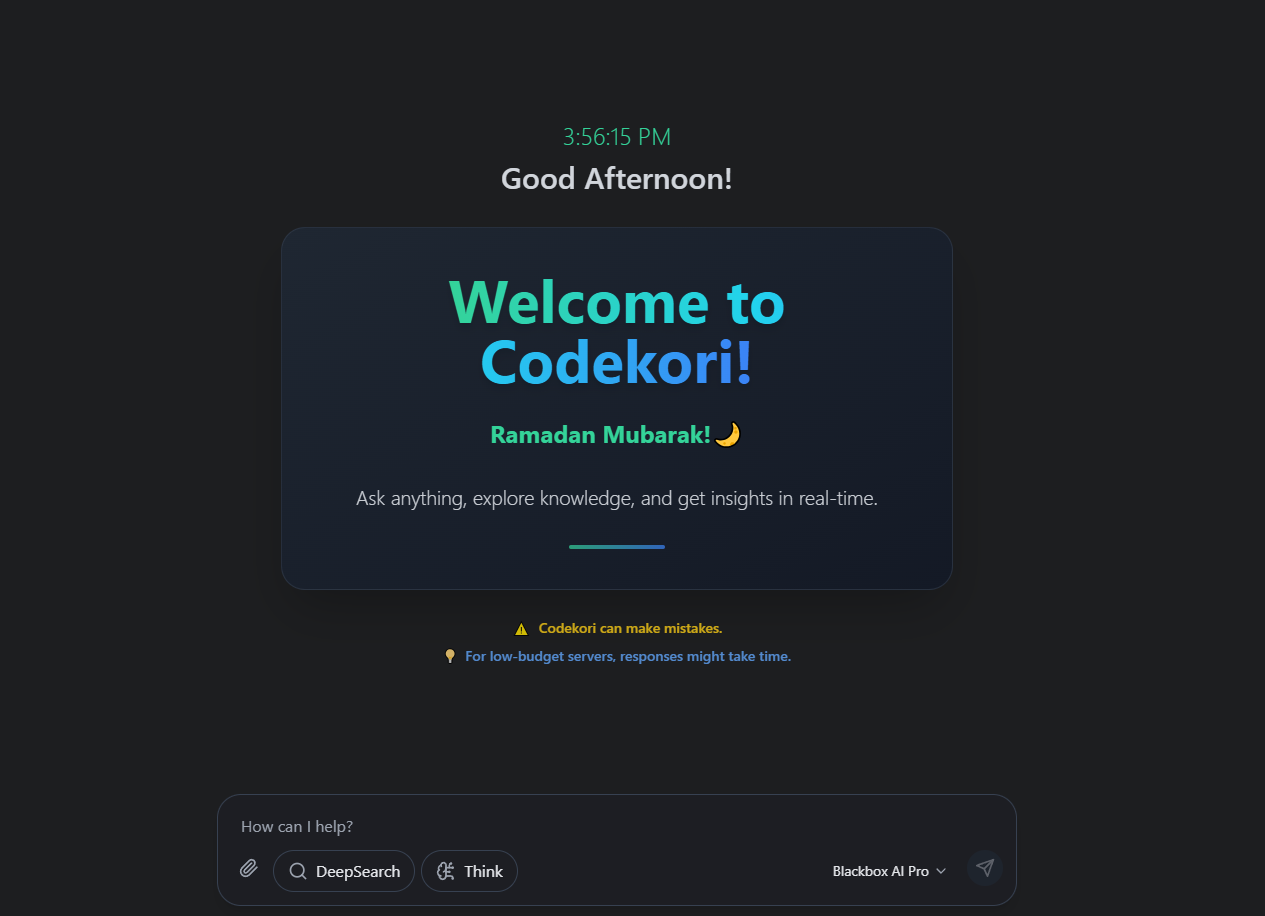 3:56:15 PM
Good Afternoon!
Welcome to
Codekori!
Ramadan Mubarak!🌙
Ask anything, explore knowledge, and get insights in real-time.
⚠️ Codekori can make mistakes.
💡 For low-budget servers, responses might take time.
How can I help?
DeepSearch Think Blackbox AI Pro